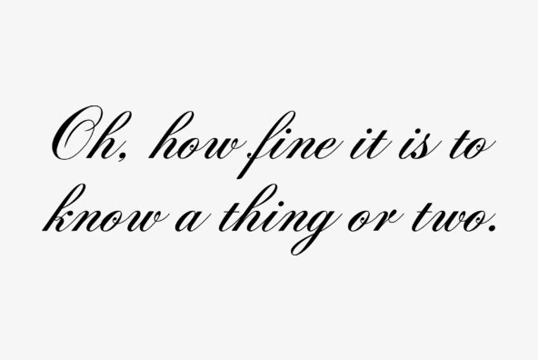 Oh, how fine it is to
know a thing or two.